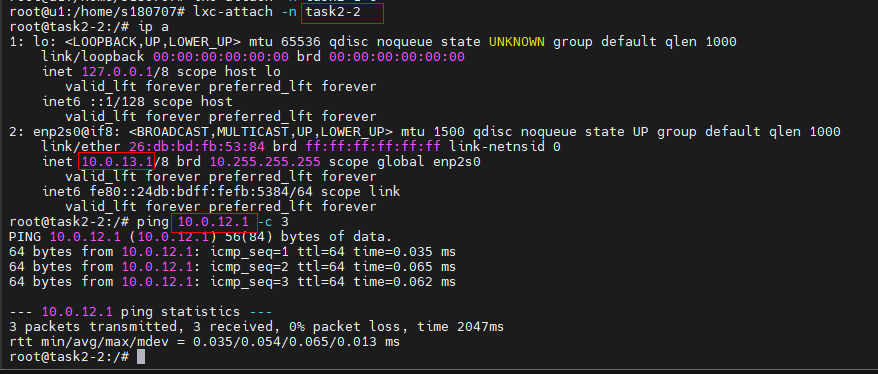 root@u1:/home/s180707# lxc-attach -n task2-2
root@task2-2:/# ip a
1: lo: <LOOPBACK,UP,LOWER_UP> mtu 65536 qdisc noqueue state UNKNOWN group default qlen 1000
    link/loopback 00:00:00:00:00:00 brd 00:00:00:00:00:00
    inet 127.0.0.1/8 scope host lo
       valid_lft forever preferred_lft forever
    inet6 ::1/128 scope host
       valid_lft forever preferred_lft forever
2: enp2s0@if8: <BROADCAST,MULTICAST,UP,LOWER_UP> mtu 1500 qdisc noqueue state UP group default qlen 1000
    link/ether 26:db:bd:fb:53:84 brd ff:ff:ff:ff:ff:ff link-netnsid 0
    inet 10.0.13.1/8 brd 10.255.255.255 scope global enp2s0
       valid_lft forever preferred_lft forever
    inet6 fe80::24db:bdff:fefb:5384/64 scope link
       valid_lft forever preferred_lft forever
root@task2-2:/# ping 10.0.12.1 -c 3
PING 10.0.12.1 (10.0.12.1) 56(84) bytes of data.
64 bytes from 10.0.12.1: icmp_seq=1 ttl=64 time=0.035 ms
64 bytes from 10.0.12.1: icmp_seq=2 ttl=64 time=0.065 ms
64 bytes from 10.0.12.1: icmp_seq=3 ttl=64 time=0.062 ms

--- 10.0.12.1 ping statistics ---
3 packets transmitted, 3 received, 0% packet loss, time 2047ms
rtt min/avg/max/mdev = 0.035/0.054/0.065/0.013 ms
root@task2-2:/#